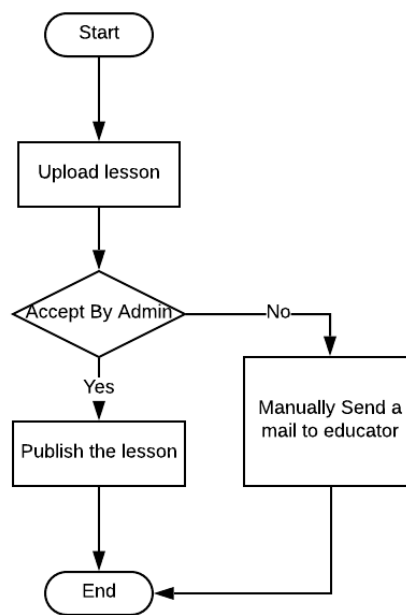 Start
Upload lesson
Accept By Admin
No
Yes
Manually Send a
mail to educator
Publish the lesson
End